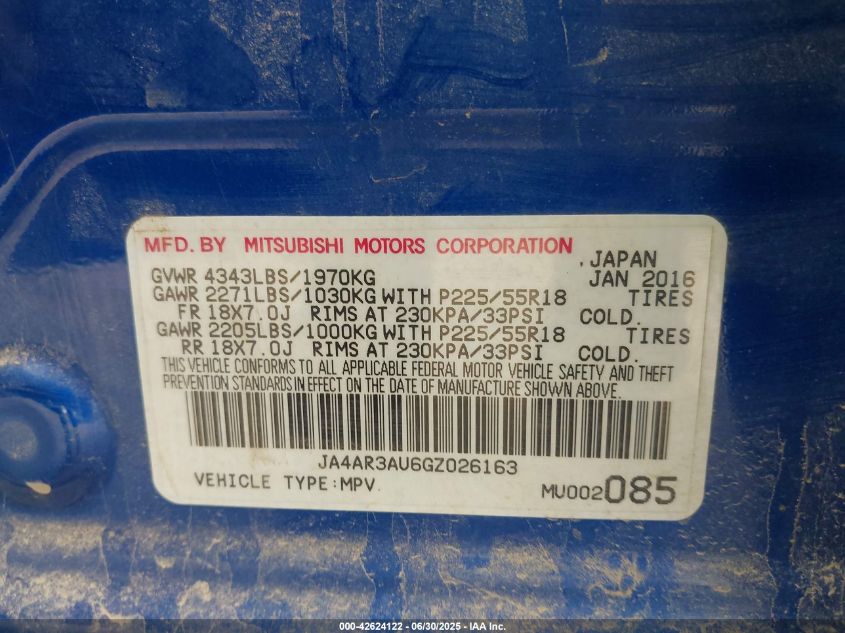 MFD. BY MITSUBISHI MOTORS CORPORATION
, JAPAN
GVWR 4343LBS/1970KG JAN 2016
GAWR 2271LBS/1030KG WITH P225/55R18 TIRES
FR 18X7.0J RIMS AT 230KPA/33PSI COLD.
GAWR 2205LBS/1000KG WITH P225/55R18 TIRES
RR 18X7.0J RIMS AT 230KPA/33PSI COLD.
THIS VEHICLE CONFORMS TO ALL APPLICABLE FEDERAL MOTOR VEHICLE SAFETY AND THEFT
PREVENTION STANDARDS IN EFFECT ON THE DATE OF MANUFACTURE SHOWN ABOVE.
JA4AR3AU6GZ026163
VEHICLE TYPE:MPV. MU002085
000-42624122 - 06/30/2025 - IAA Inc.